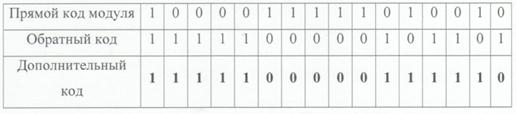 Прямой код модуля 1 0 0 0 0 1 1 1 1 1 0 1 0 0 1 0
Обратный код 1 1 1 1 1 0 0 0 0 0 1 0 1 1 0 1
Дополнительный код 1 1 1 1 1 0 0 0 0 0 1 0 1 1 1 0